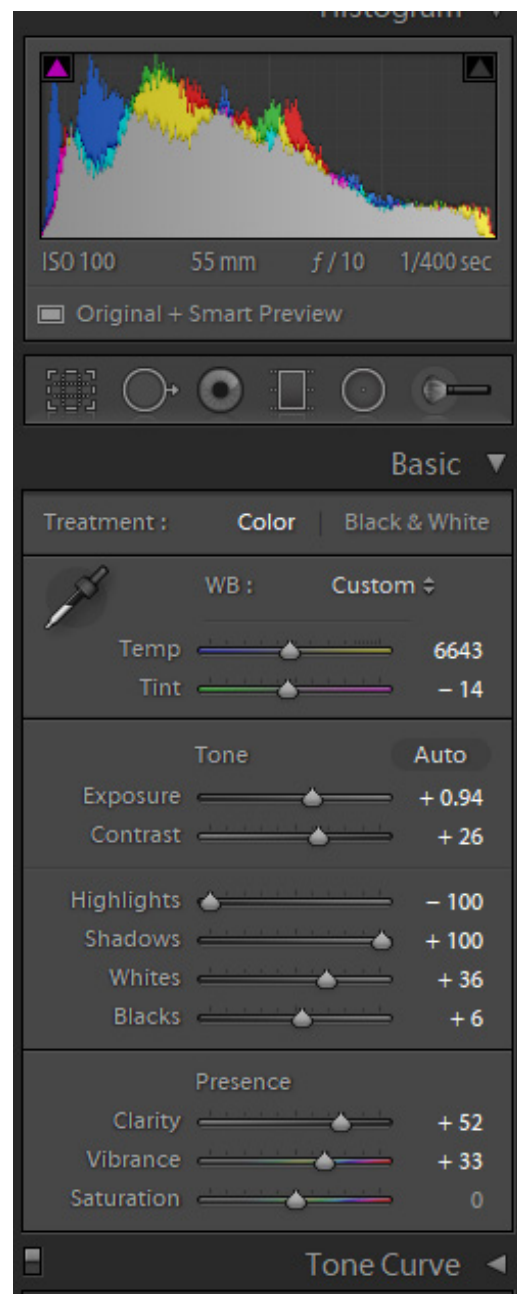 Histogram
ISO 100 55 mm ƒ / 10 1/400 sec
Original + Smart Preview
Basic
Treatment : Color Black & White
WB : Custom
Temp 6643
Tint – 14
Tone Auto
Exposure + 0.94
Contrast + 26
Highlights – 100
Shadows + 100
Whites + 36
Blacks + 6
Presence
Clarity + 52
Vibrance + 33
Saturation 0
Tone Curve